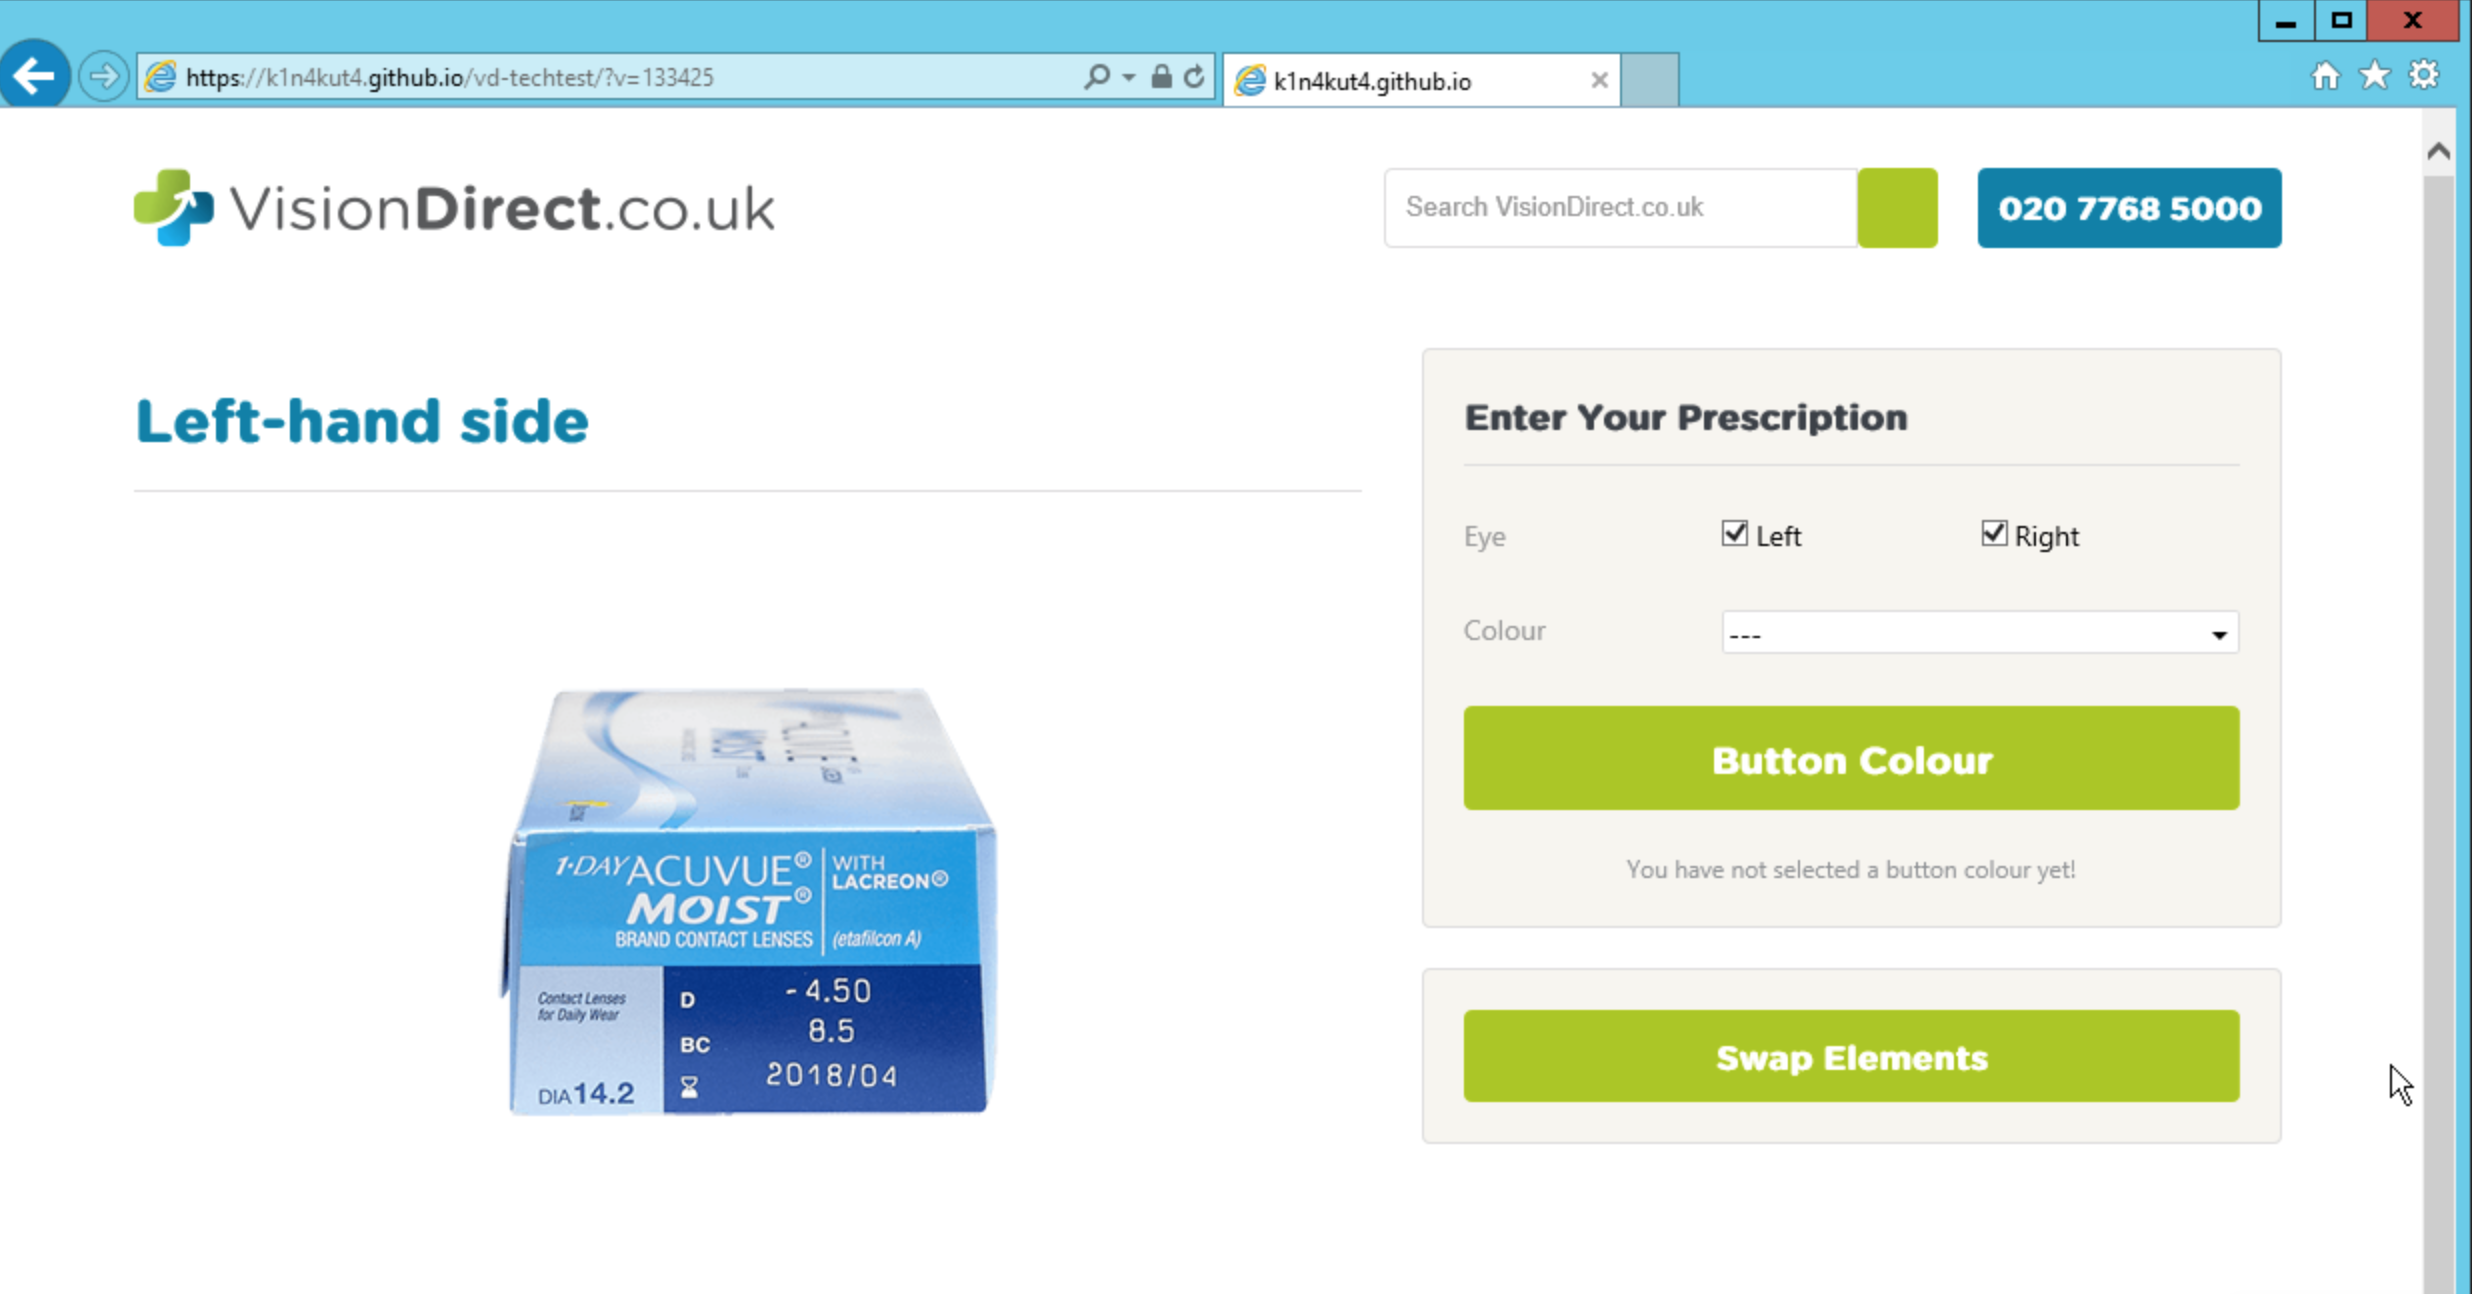 https://k1n4kut4.github.io/vd-techtest/?v=133425
k1n4kut4.github.io
VisionDirect.co.uk
Search VisionDirect.co.uk
020 7768 5000
Left-hand side
Enter Your Prescription
Eye
Left
Right
Colour
---
Button Colour
You have not selected a button colour yet!
Swap Elements
1·DAY ACUVUE® MOIST®
WITH LACREON®
BRAND CONTACT LENSES
(etafilcon A)
Contact Lenses
for Daily Wear
DIA 14.2
D -4.50
BC 8.5
2018/04